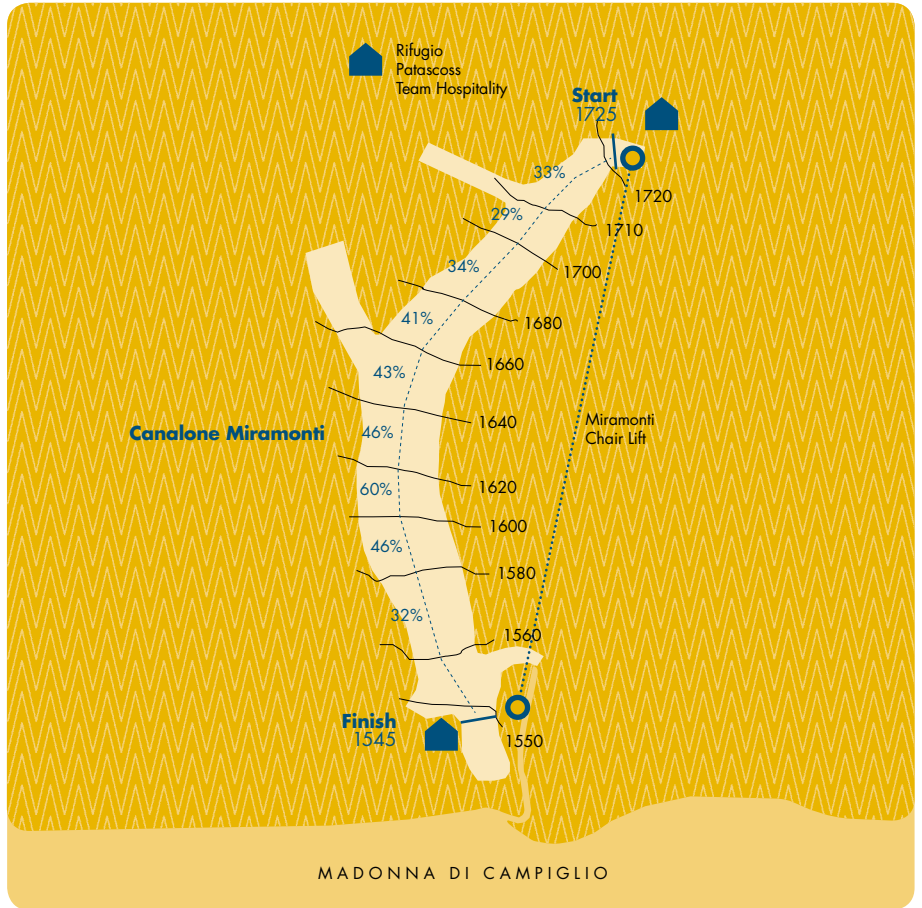 Rifugio
Patascoss
Team Hospitality
Start
1725
33%
1720
29%
1710
34%
1700
41%
1680
43%
1660
46%
1640
Canalone Miramonti
Miramonti
Chair Lift
60%
1620
46%
1600
32%
1580
1560
Finish
1545
1550
MADONNA DI CAMPIGLIO